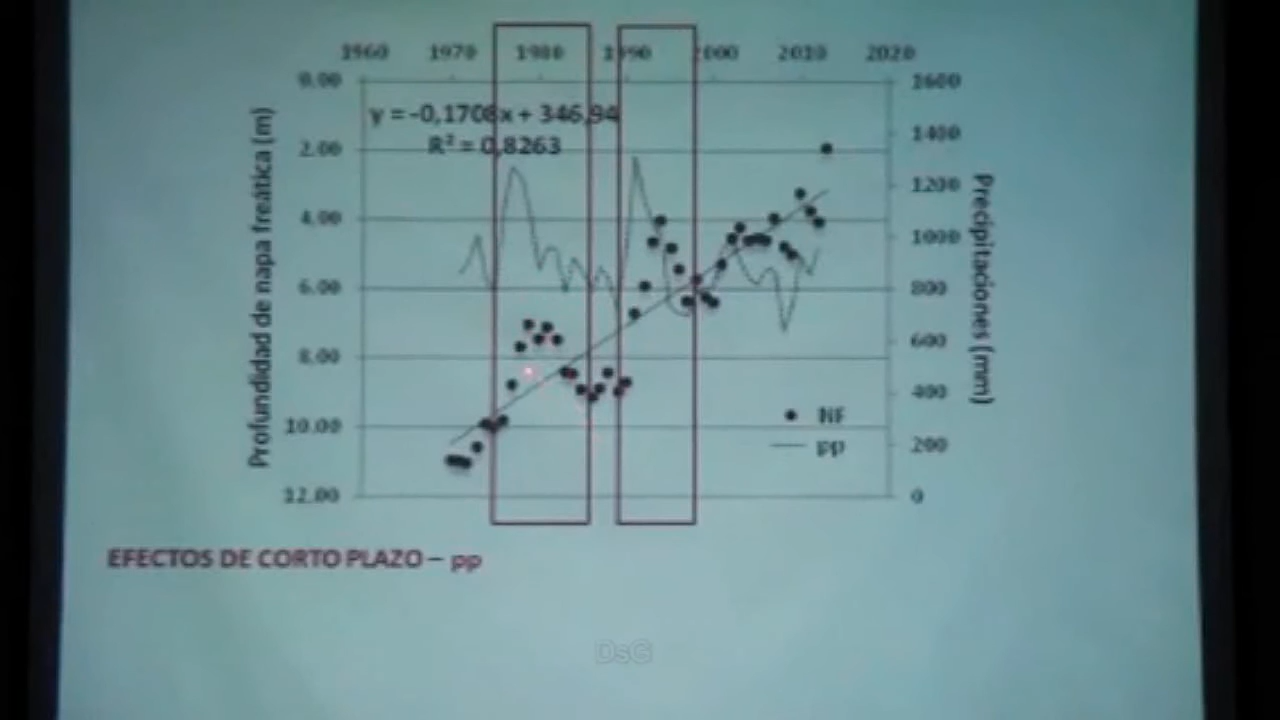 1960 1970 1980 1990 2000 2010 2020
0.00 1600
y = -0,1708x + 346,94
1400
R² = 0,8263
2.00
1200
4.00
1000
6.00 800
600
8.00
400
NF
10.00
pp 200
12.00 0
Profundidad de napa freática (m)
Precipitaciones (mm)
EFECTOS DE CORTO PLAZO – pp
DsG